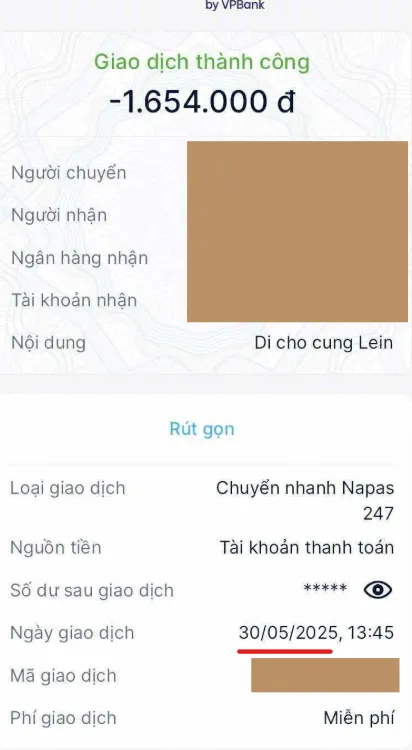 by VPBank
Giao dịch thành công
-1.654.000 đ
Người chuyển
Người nhận
Ngân hàng nhận
Tài khoản nhận
Nội dung Di cho cung Lein
Rút gọn
Loại giao dịch Chuyển nhanh Napas
247
Nguồn tiền Tài khoản thanh toán
Số dư sau giao dịch *****
Ngày giao dịch 30/05/2025, 13:45
Mã giao dịch
Phí giao dịch Miễn phí